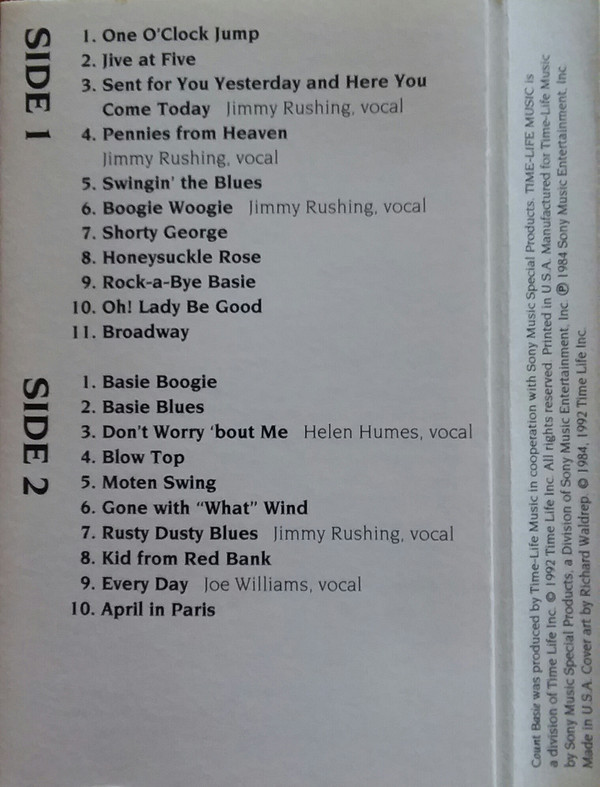 SIDE 1
1. One O'Clock Jump
2. Jive at Five
3. Sent for You Yesterday and Here You
Come Today Jimmy Rushing, vocal
4. Pennies from Heaven
Jimmy Rushing, vocal
5. Swingin' the Blues
6. Boogie Woogie Jimmy Rushing, vocal
7. Shorty George
8. Honeysuckle Rose
9. Rock-a-Bye Basie
10. Oh! Lady Be Good
11. Broadway
SIDE 2
1. Basie Boogie
2. Basie Blues
3. Don't Worry 'bout Me Helen Humes, vocal
4. Blow Top
5. Moten Swing
6. Gone with "What" Wind
7. Rusty Dusty Blues Jimmy Rushing, vocal
8. Kid from Red Bank
9. Every Day Joe Williams, vocal
10. April in Paris
Count Basie was produced by Time-Life Music in cooperation with Sony Music Special Products. TIME-LIFE MUSIC is
a division of Time Life Inc. © 1992 Time Life Inc. All rights reserved. Printed in U.S.A. Manufactured for Time-Life Music
by Sony Music Special Products, a Division of Sony Music Entertainment, Inc. ℗ 1984 Sony Music Entertainment, Inc.
Made in U.S.A. Cover art by Richard Waldrep. © 1984, 1992 Time Life Inc.